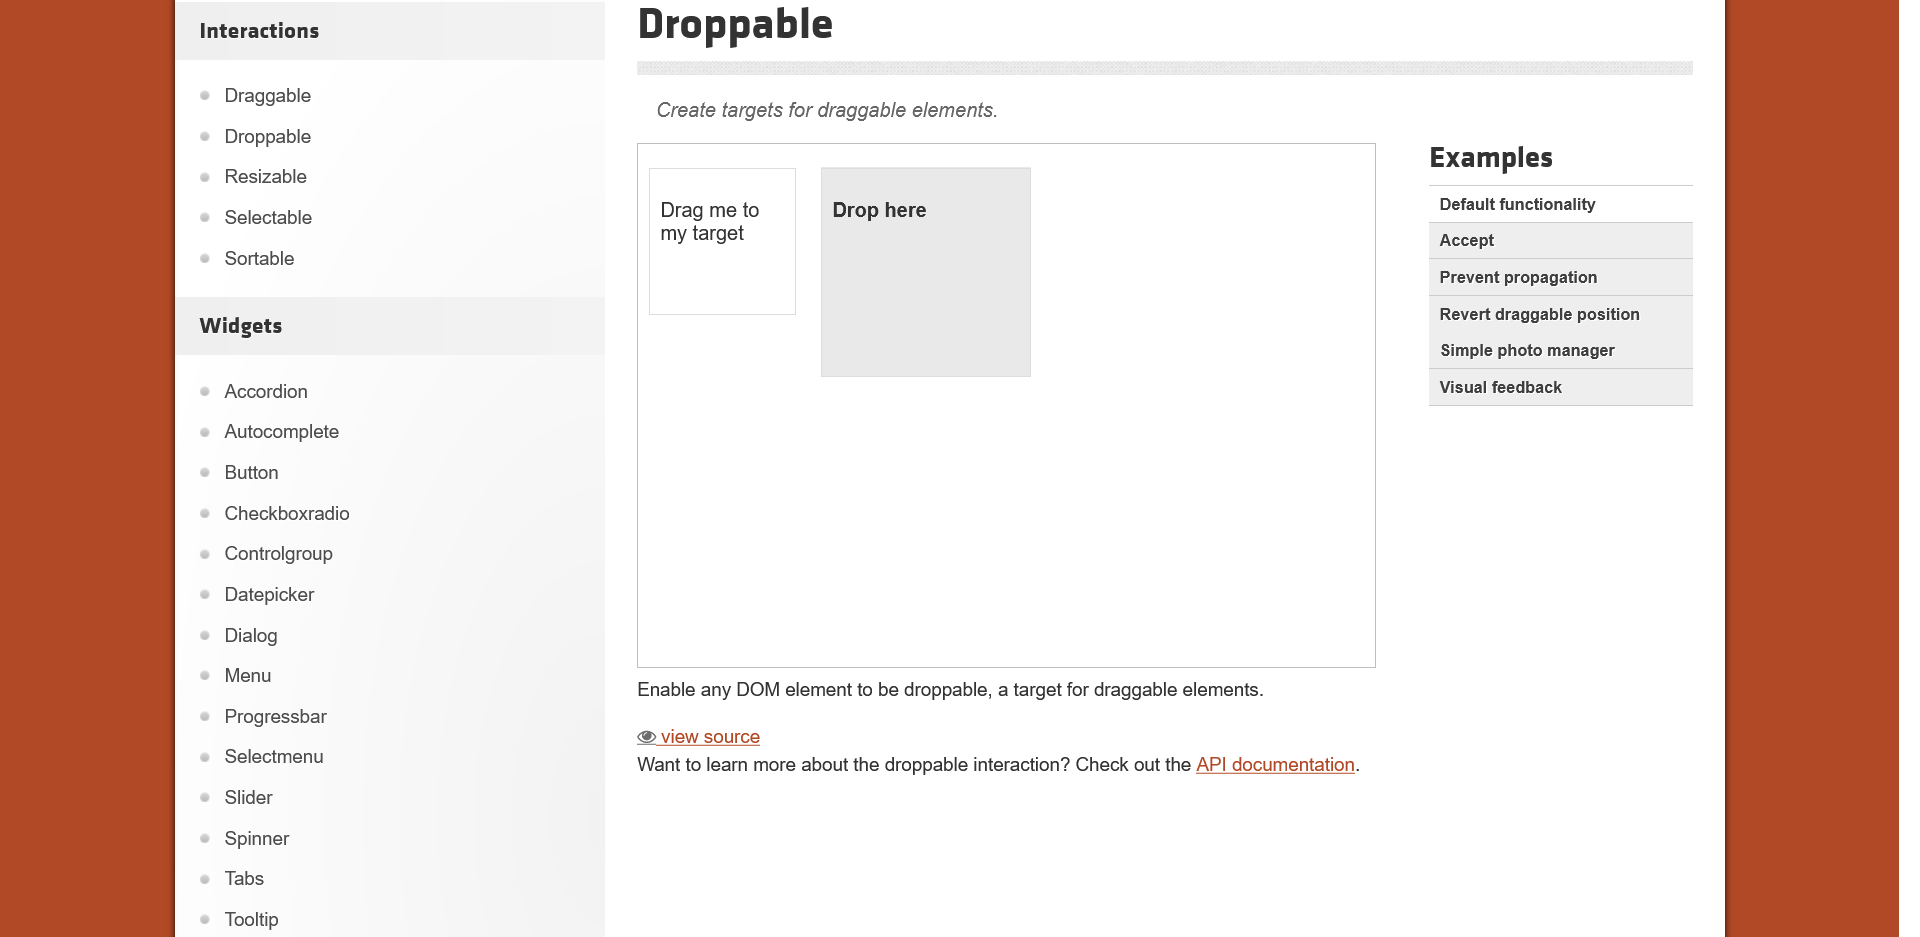 Interactions
Draggable
Droppable
Resizable
Selectable
Sortable
Widgets
Accordion
Autocomplete
Button
Checkboxradio
Controlgroup
Datepicker
Dialog
Menu
Progressbar
Selectmenu
Slider
Spinner
Tabs
Tooltip
Droppable
Create targets for draggable elements.
Drag me to
my target
Drop here
Enable any DOM element to be droppable, a target for draggable elements.
view source
Want to learn more about the droppable interaction? Check out the API documentation.
Examples
Default functionality
Accept
Prevent propagation
Revert draggable position
Simple photo manager
Visual feedback